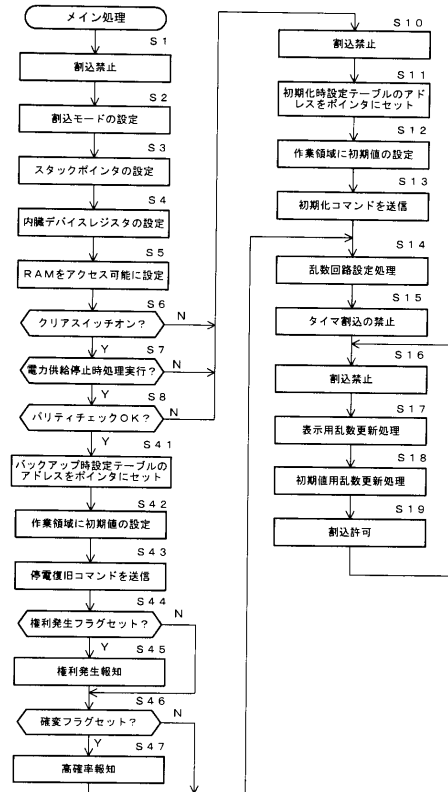 メイン処理
S1
割込禁止
S2
割込モードの設定
S3
スタックポインタの設定
S4
内臓デバイスレジスタの設定
S5
RAMをアクセス可能に設定
S6
クリアスイッチオン？
N
Y
S7
電力供給停止時処理実行？
N
Y
S8
パリティチェックOK？
N
Y
S41
バックアップ時設定テーブルの
アドレスをポインタにセット
S42
作業領域に初期値の設定
S43
停電復旧コマンドを送信
S44
権利発生フラグセット？
N
Y
S45
権利発生報知
S46
確変フラグセット？
N
Y
S47
高確率報知
S10
割込禁止
S11
初期化時設定テーブルのアド
レスをポインタにセット
S12
作業領域に初期値の設定
S13
初期化コマンドを送信
S14
乱数回路設定処理
S15
タイマ割込の禁止
S16
割込禁止
S17
表示用乱数更新処理
S18
初期値用乱数更新処理
S19
割込許可